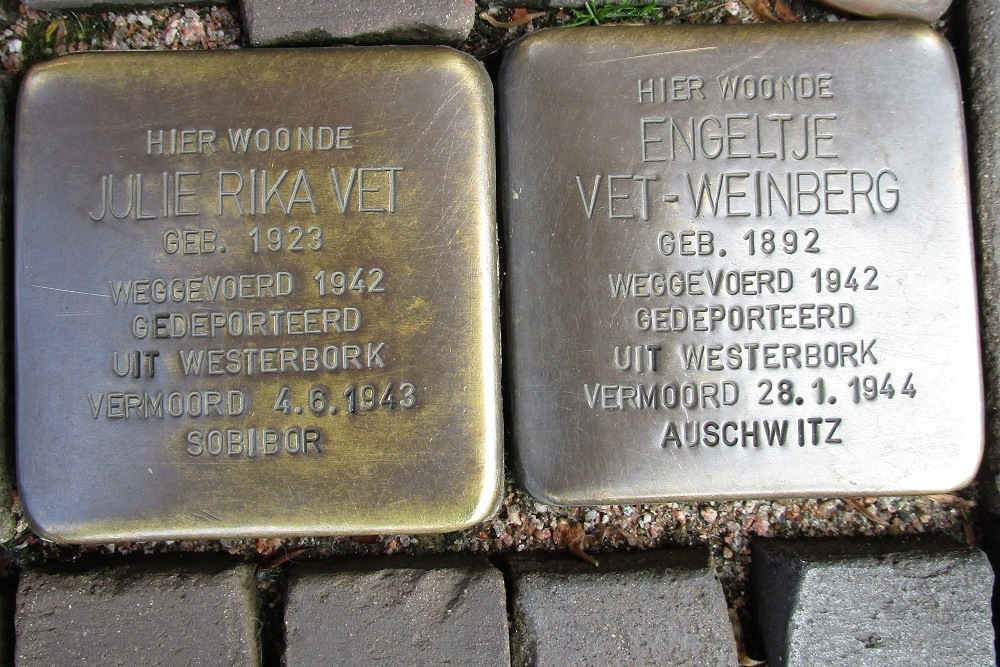 HIER WOONDE
JULIE RIKA VET
GEB. 1923
WEGGEVOERD 1942
GEDEPORTEERD
UIT WESTERBORK
VERMOORD 4.6.1943
SOBIBOR
HIER WOONDE
ENGELTJE
VET-WEINBERG
GEB. 1892
WEGGEVOERD 1942
GEDEPORTEERD
UIT WESTERBORK
VERMOORD 28.1.1944
AUSCHWITZ